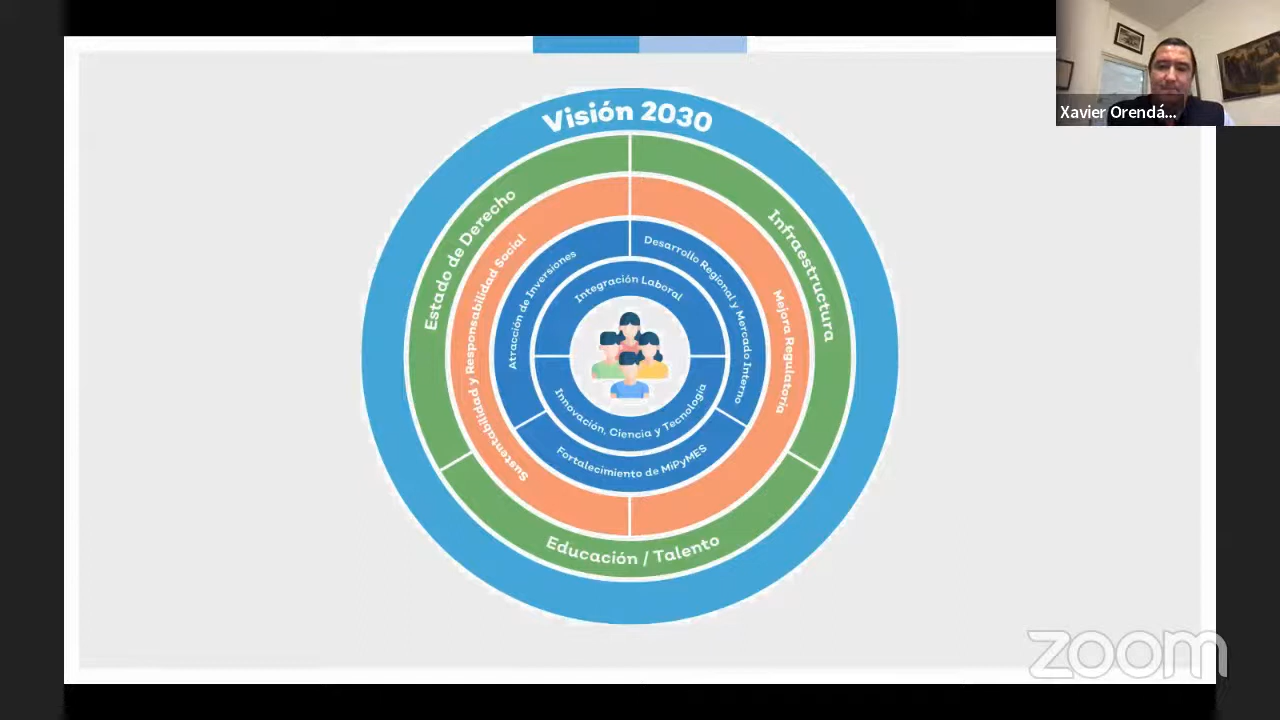 Visión 2030
Estado de Derecho
Infraestructura
Educación / Talento
Sustentabilidad y Responsabilidad Social
Mejora Regulatoria
Atracción de Inversiones
Desarrollo Regional y Mercado Interno
Fortalecimiento de MiPyMES
Integración Laboral
Innovación, Ciencia y Tecnología
Xavier Orendá...
zoom